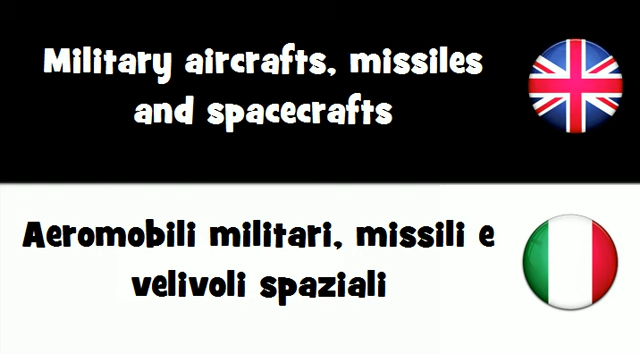 Military aircrafts, missiles
and spacecrafts
Aeromobili militari, missili e
velivoli spaziali